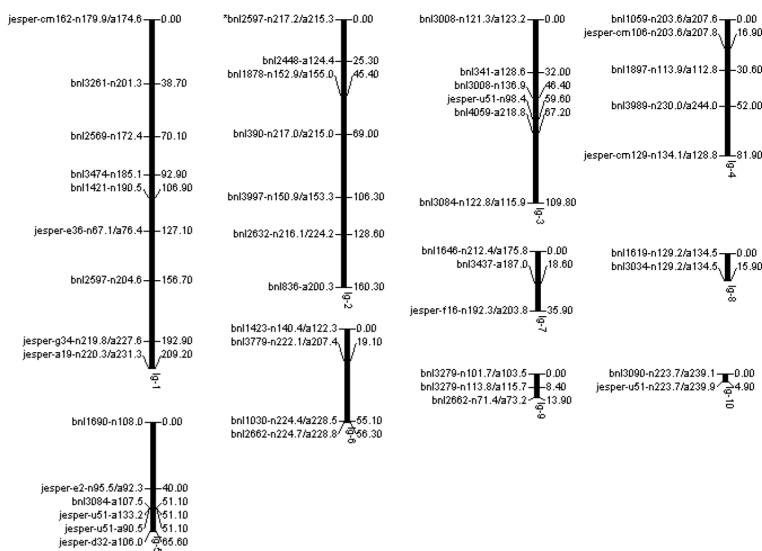 jesper-cm162-n179.9/a174.6 0.00
bnl3261-n201.3 38.70
bnl2569-n172.4 70.10
bnl3474-n185.1 92.90
bnl1421-n190.5 106.90
jesper-e36-n67.1/a76.4 127.10
bnl2597-n204.6 156.70
jesper-g34-n219.8/a227.6 192.90
jesper-a19-n220.3/a231.3 209.20
lg-1
*bnl2597-n217.2/a215.3 0.00
bnl2448-a124.4 25.30
bnl1878-n152.9/a155.0 45.40
bnl390-n217.0/a215.0 69.00
bnl3997-n150.9/a153.3 106.30
bnl2632-n216.1/224.2 128.60
bnl836-a200.3 160.30
lg-2
bnl3008-n121.3/a123.2 0.00
bnl341-a128.6 32.00
bnl3008-n136.9 46.40
jesper-u51-n98.4 59.60
bnl4059-a218.8 67.20
bnl3084-n122.8/a115.9 109.80
lg-3
bnl1059-n203.6/a207.6 0.00
jesper-cm106-n203.6/a207.8 16.90
bnl1897-n113.9/a112.8 30.60
bnl3989-n230.0/a244.0 52.00
jesper-cm129-n134.1/a128.8 81.90
lg-4
bnl1690-n108.0 0.00
jesper-e2-n95.5/a92.3 40.00
bnl3084-a107.5 51.10
jesper-u51-a133.2 51.10
jesper-u51-a90.5 51.10
jesper-d32-a106.0 65.60
lg-5
bnl1423-n140.4/a122.3 0.00
bnl3779-n222.1/a207.4 19.10
bnl1030-n224.4/a228.5 55.10
bnl2662-n224.7/a228.8 56.30
lg-6
bnl1646-n212.4/a175.8 0.00
bnl3437-a187.0 18.60
jesper-f16-n192.3/a203.8 35.90
lg-7
bnl1619-n129.2/a134.5 0.00
bnl3034-n129.2/a134.5 15.90
lg-8
bnl3279-n101.7/a103.5 0.00
bnl3279-n113.8/a115.7 8.40
bnl2662-n71.4/a73.2 13.90
lg-9
bnl3090-n223.7/a239.1 0.00
jesper-u51-n223.7/a239.9 4.90
lg-10